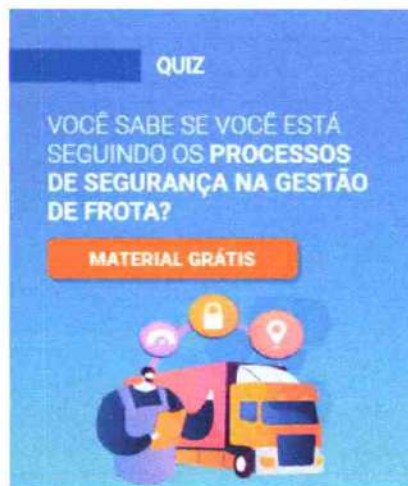 QUIZ
VOCÊ SABE SE VOCÊ ESTÁ
SEGUINDO OS PROCESSOS
DE SEGURANÇA NA GESTÃO
DE FROTA?
MATERIAL GRÁTIS